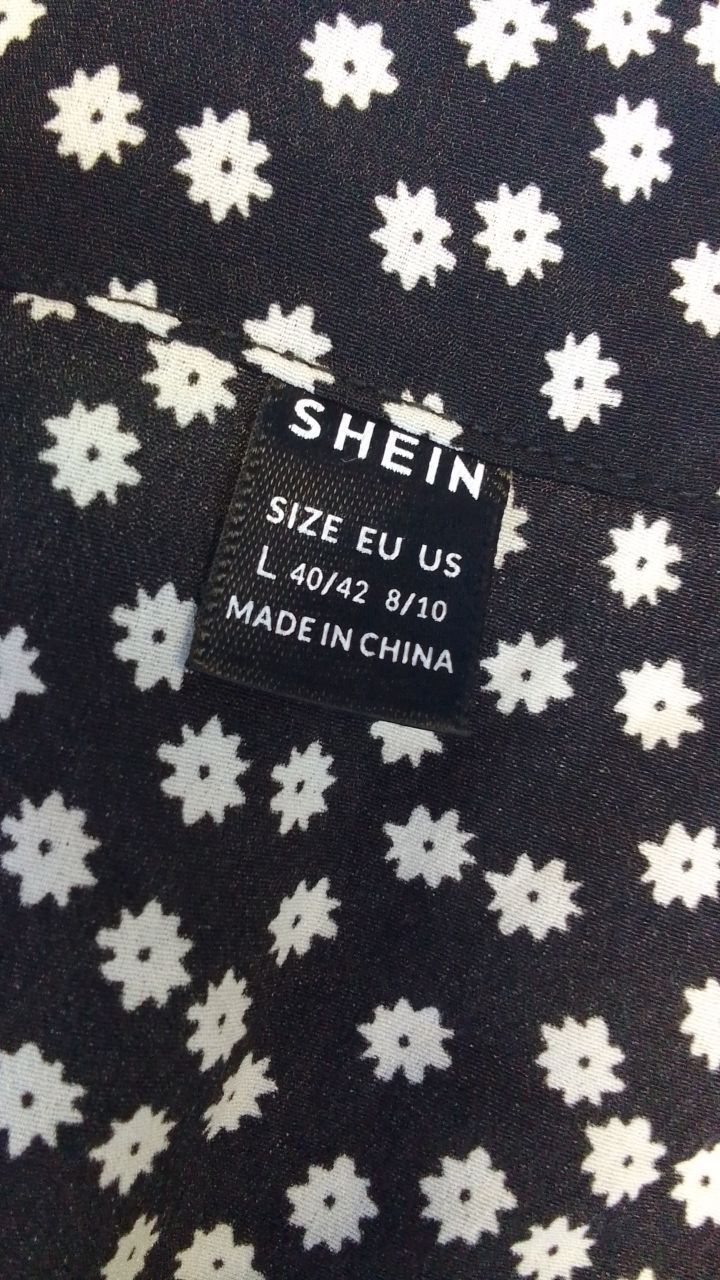 SHEIN
SIZE EU US
L 40/42 8/10
MADE IN CHINA